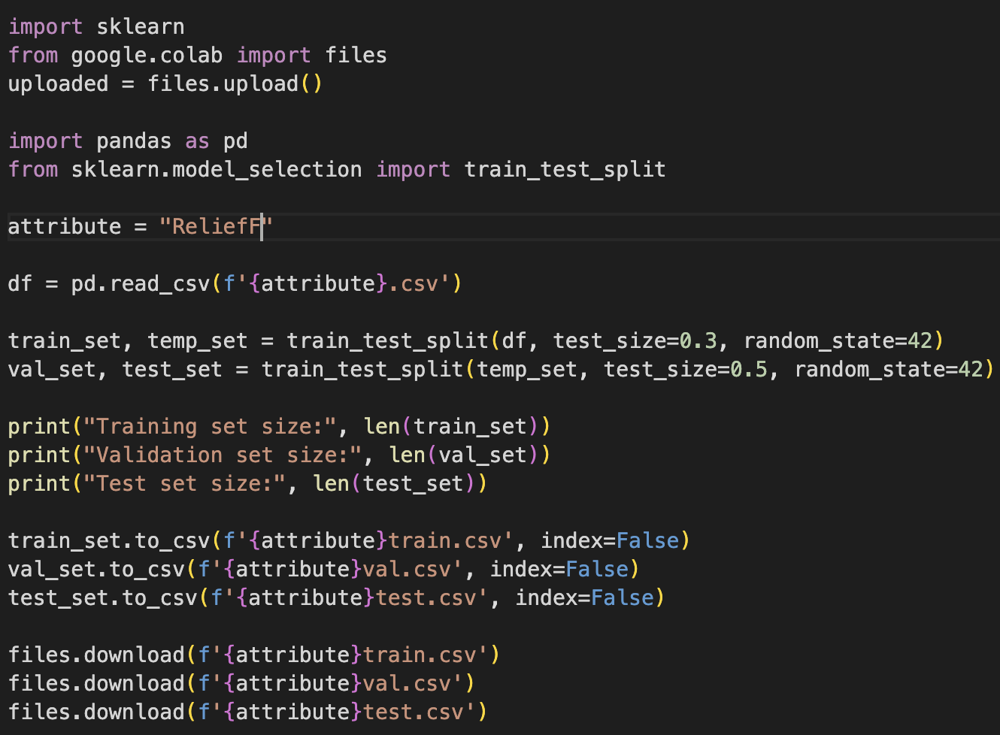 import sklearn
from google.colab import files
uploaded = files.upload()
import pandas as pd
from sklearn.model_selection import train_test_split
attribute = "ReliefF"
df = pd.read_csv(f'{attribute}.csv')
train_set, temp_set = train_test_split(df, test_size=0.3, random_state=42)
val_set, test_set = train_test_split(temp_set, test_size=0.5, random_state=42)
print("Training set size:", len(train_set))
print("Validation set size:", len(val_set))
print("Test set size:", len(test_set))
train_set.to_csv(f'{attribute}train.csv', index=False)
val_set.to_csv(f'{attribute}val.csv', index=False)
test_set.to_csv(f'{attribute}test.csv', index=False)
files.download(f'{attribute}train.csv')
files.download(f'{attribute}val.csv')
files.download(f'{attribute}test.csv')